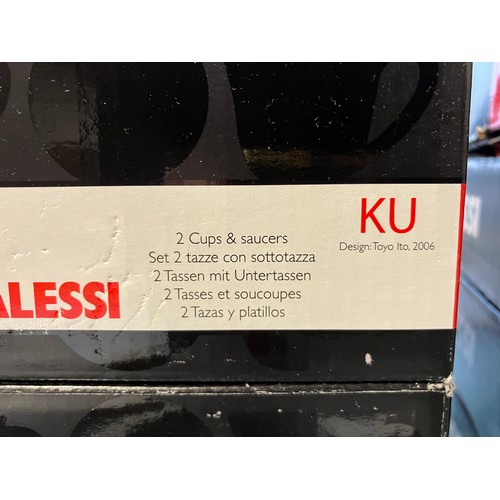 KU
Design: Toyo Ito, 2006
2 Cups & saucers
Set 2 tazze con sottotazza
2 Tassen mit Untertassen
2 Tasses et soucoupes
2 Tazas y platillos
ALESSI